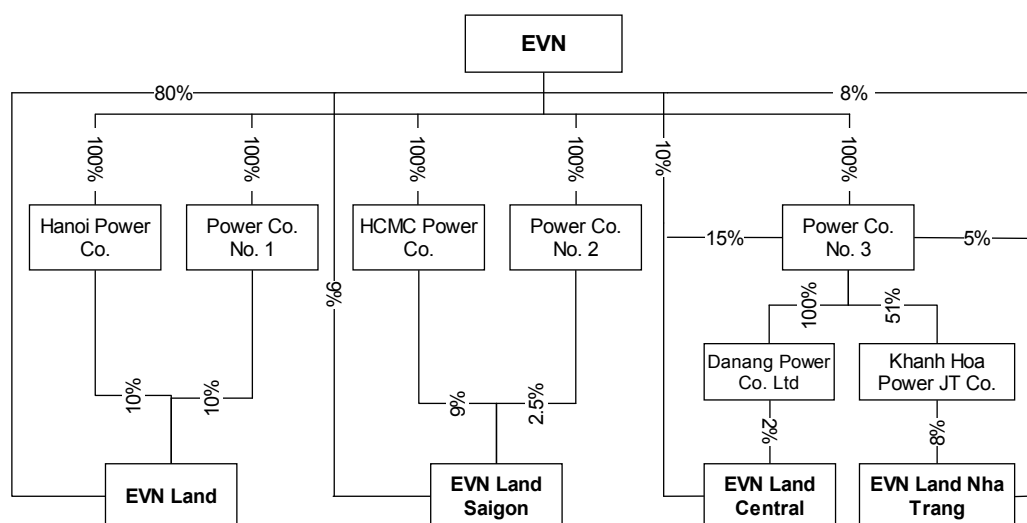 EVN
80%
8%
100%
100%
100%
100%
10%
100%
Hanoi Power
Co.
Power Co.
No. 1
HCMC Power
Co.
Power Co.
No. 2
Power Co.
No. 3
15%
5%
100%
51%
Danang Power
Co. Ltd
Khanh Hoa
Power JT Co.
10%
10%
9%
2.5%
2%
8%
EVN Land
EVN Land
Saigon
EVN Land
Central
EVN Land Nha
Trang